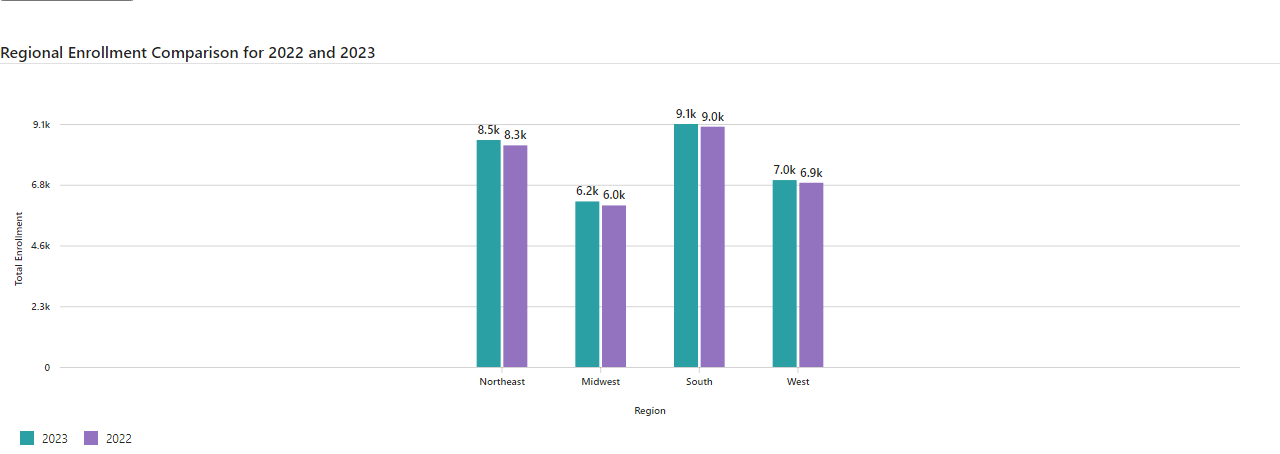 Regional Enrollment Comparison for 2022 and 2023
9.1k
6.8k
4.6k
2.3k
0
Total Enrollment
8.5k 8.3k
6.2k 6.0k
9.1k 9.0k
7.0k 6.9k
Northeast Midwest South West
Region
2023 2022